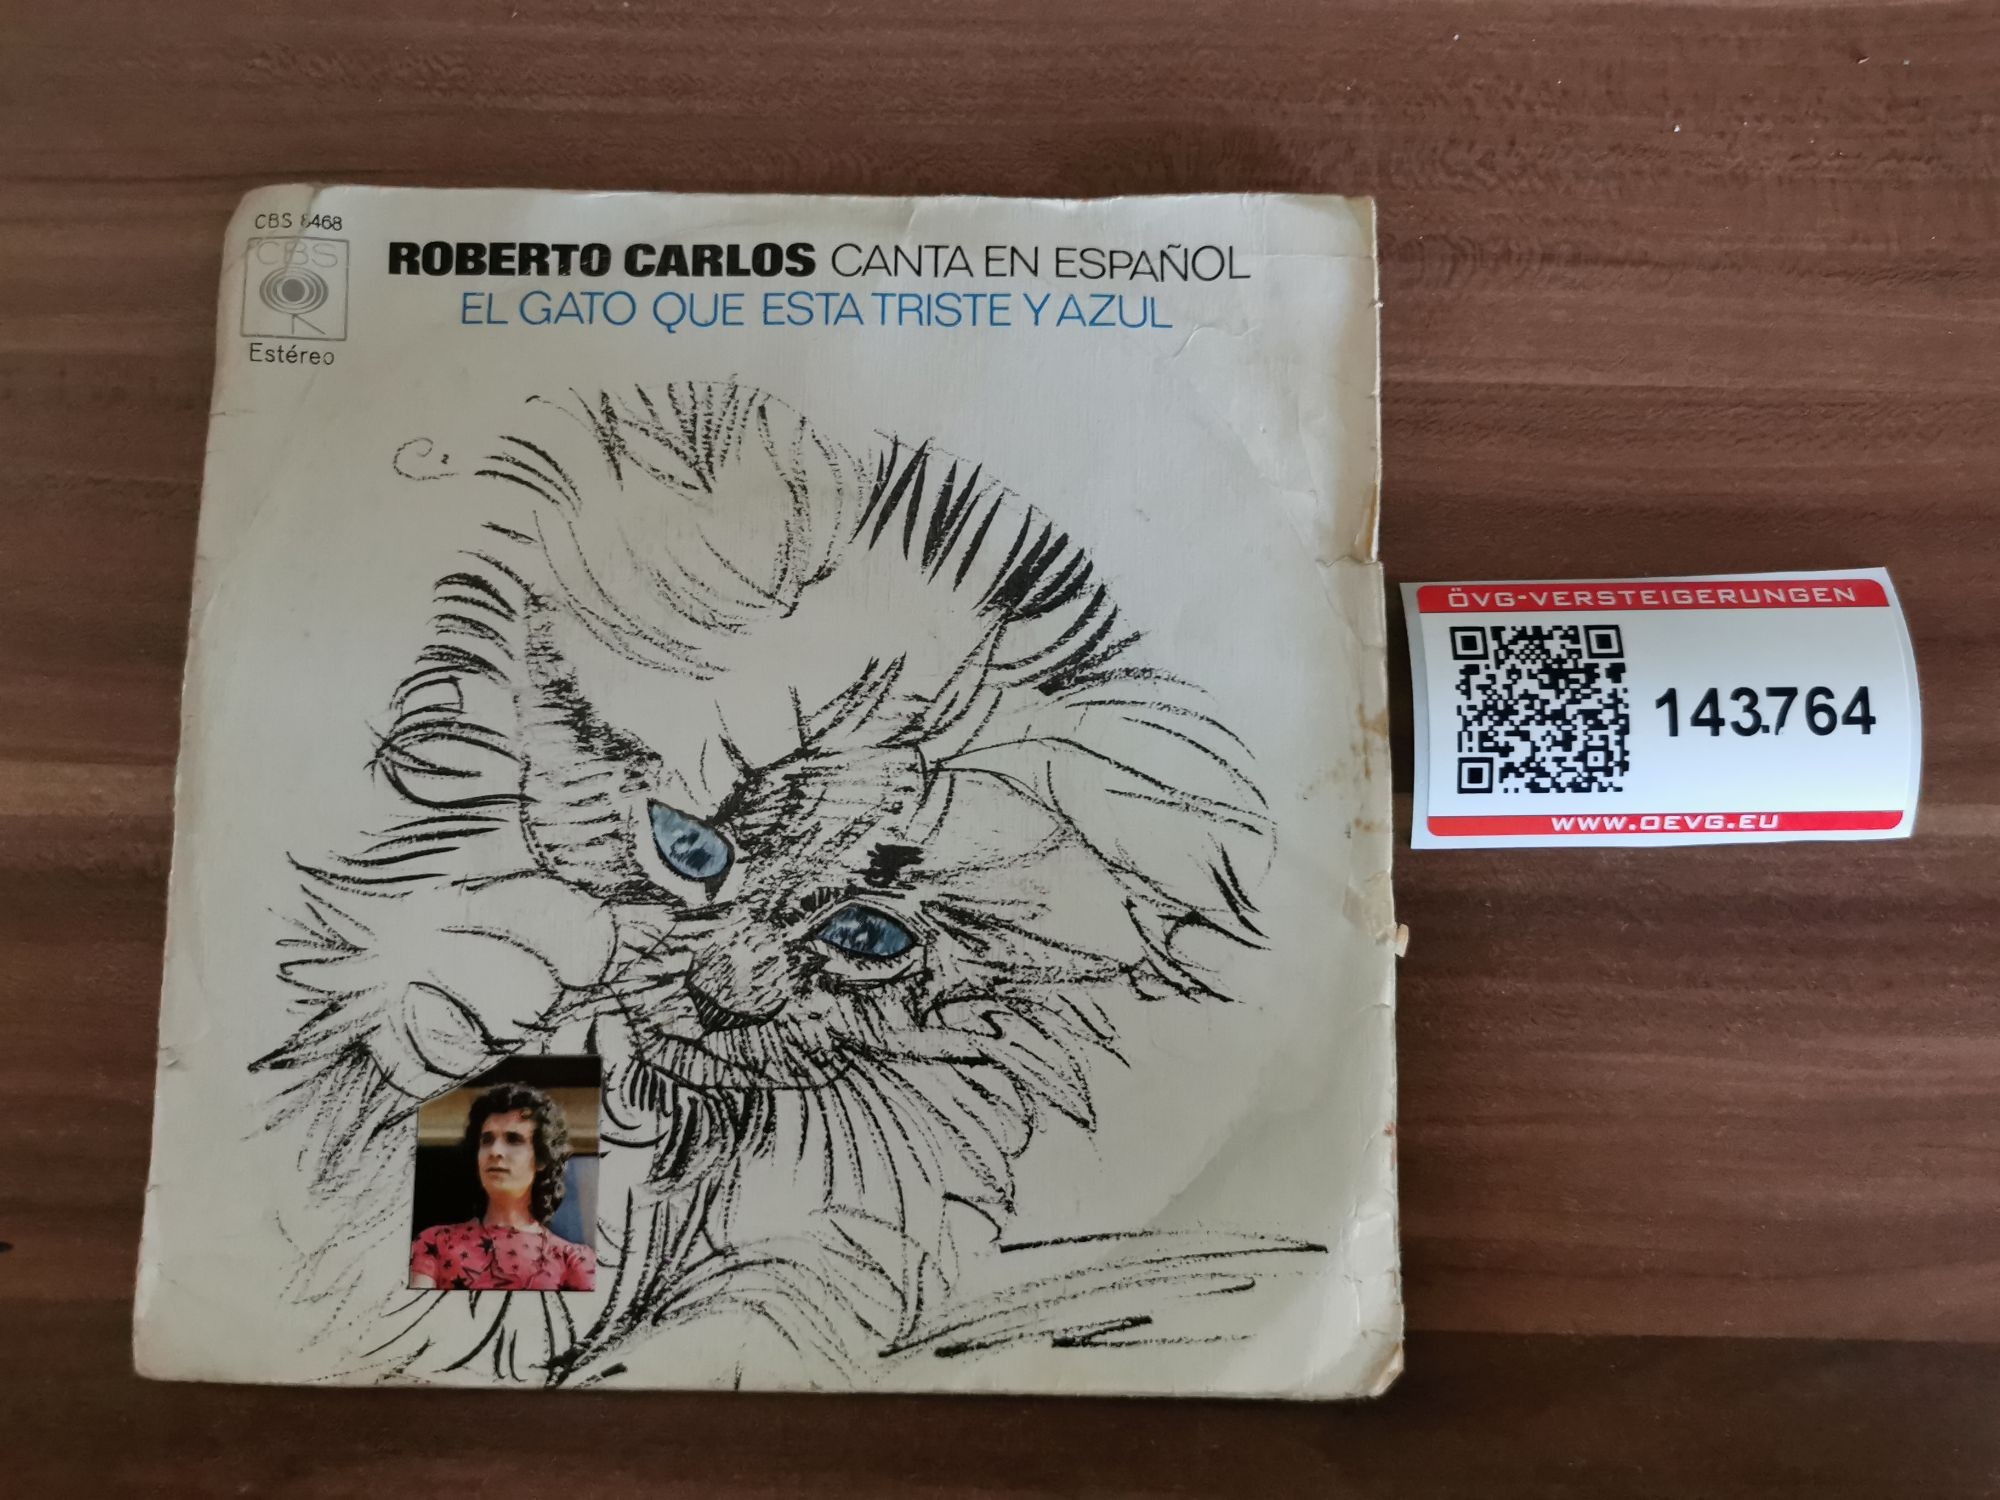 CBS 8468
CBS
Estéreo
ROBERTO CARLOS CANTA EN ESPAÑOL
EL GATO QUE ESTA TRISTE Y AZUL
ÖVG-VERSTEIGERUNGEN
143.764
WWW.OEVG.EU